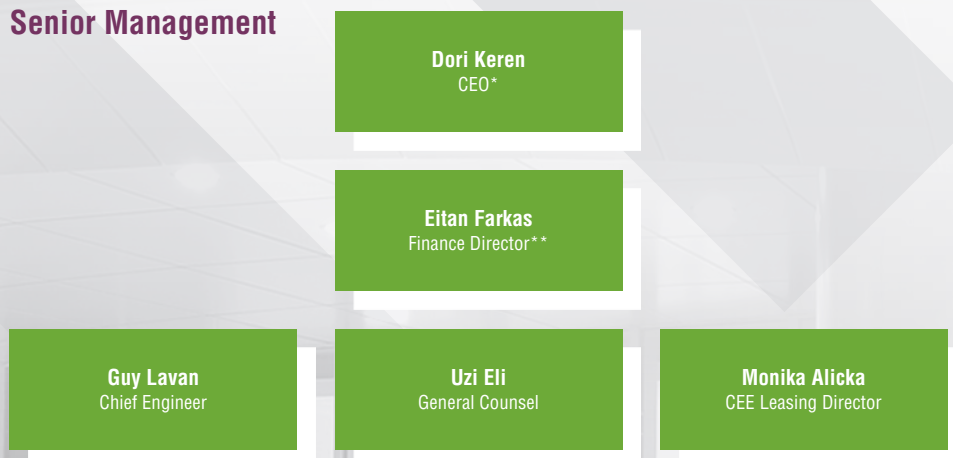 Senior Management
Dori Keren
CEO*
Eitan Farkas
Finance Director**
Guy Lavan
Chief Engineer
Uzi Eli
General Counsel
Monika Alicka
CEE Leasing Director